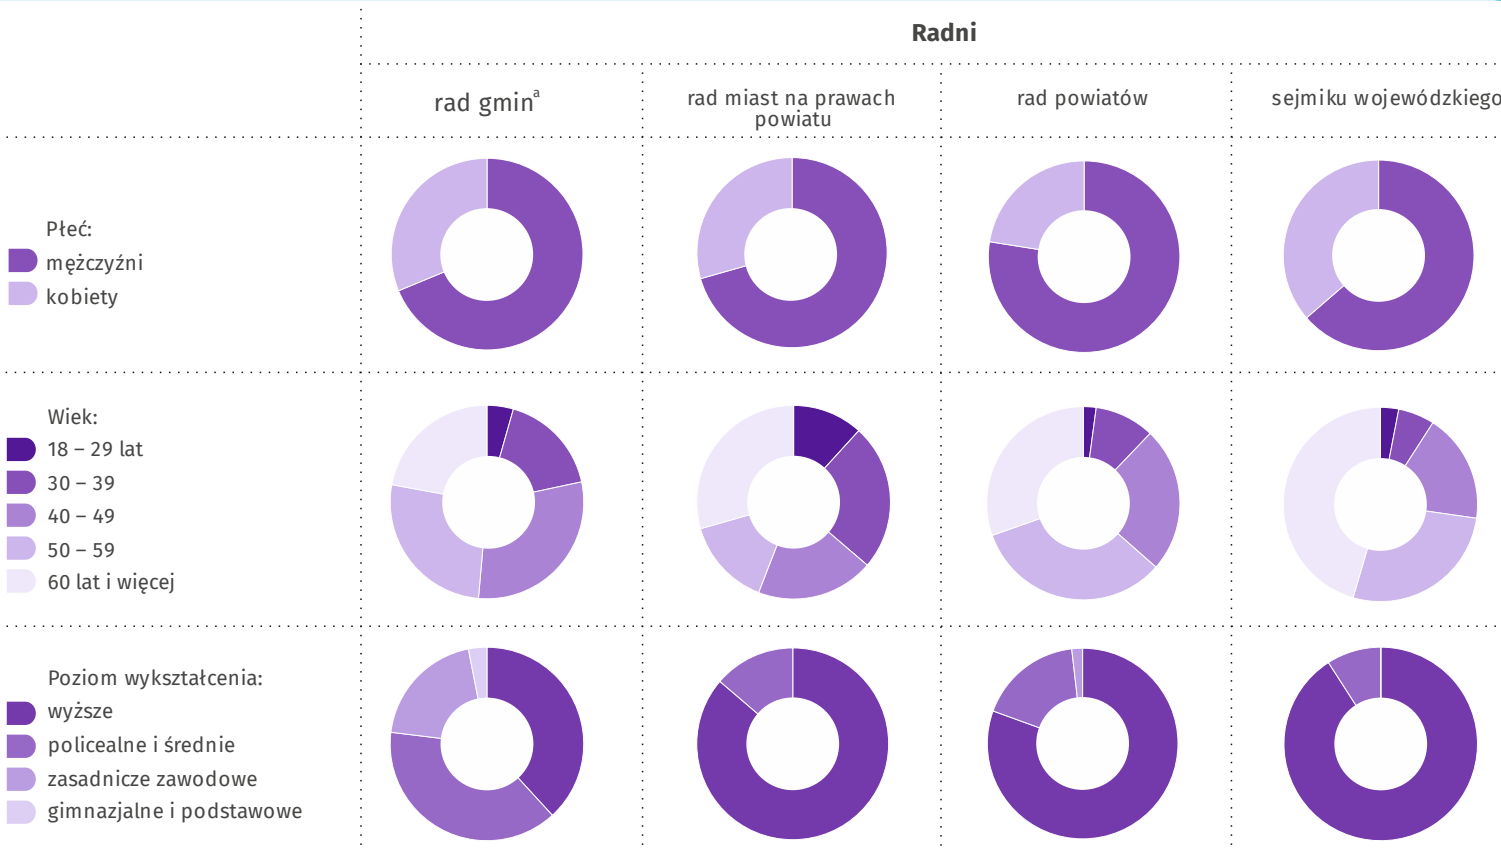 Radni
rad gminª
rad miast na prawach
powiatu
rad powiatów
sejmiku wojewódzkiego
Płeć:
mężczyźni
kobiety
Wiek:
18 – 29 lat
30 – 39
40 – 49
50 – 59
60 lat i więcej
Poziom wykształcenia:
wyższe
policealne i średnie
zasadnicze zawodowe
gimnazjalne i podstawowe